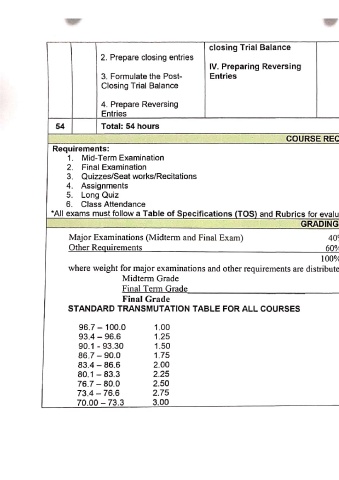 closing Trial Balance
2. Prepare closing entries
IV. Preparing Reversing
Entries
3. Formulate the Post-
Closing Trial Balance
4. Prepare Reversing
Entries
54 Total: 54 hours
COURSE REQ
Requirements:
1. Mid-Term Examination
2. Final Examination
3. Quizzes/Seat works/Recitations
4. Assignments
5. Long Quiz
6. Class Attendance
*All exams must follow a Table of Specifications (TOS) and Rubrics for evalu
GRADING
Major Examinations (Midterm and Final Exam) 40%
Other Requirements 60%
100%
where weight for major examinations and other requirements are distribute
Midterm Grade
Final Term Grade
Final Grade
STANDARD TRANSMUTATION TABLE FOR ALL COURSES
96.7 – 100.0 1.00
93.4 – 96.6 1.25
90.1 - 93.30 1.50
86.7 – 90.0 1.75
83.4 – 86.6 2.00
80.1 – 83.3 2.25
76.7 – 80.0 2.50
73.4 – 76.6 2.75
70.00 – 73.3 3.00